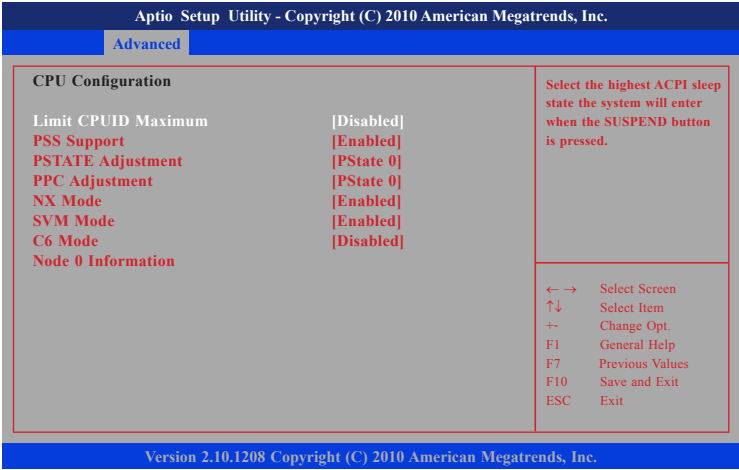 Aptio Setup Utility - Copyright (C) 2010 American Megatrends, Inc.
Advanced
CPU Configuration
Limit CPUID Maximum [Disabled]
PSS Support [Enabled]
PSTATE Adjustment [PState 0]
PPC Adjustment [PState 0]
NX Mode [Enabled]
SVM Mode [Enabled]
C6 Mode [Disabled]
Node 0 Information
Select the highest ACPI sleep
state the system will enter
when the SUSPEND button
is pressed.
← → Select Screen
↑↓ Select Item
+- Change Opt.
F1 General Help
F7 Previous Values
F10 Save and Exit
ESC Exit
Version 2.10.1208 Copyright (C) 2010 American Megatrends, Inc.